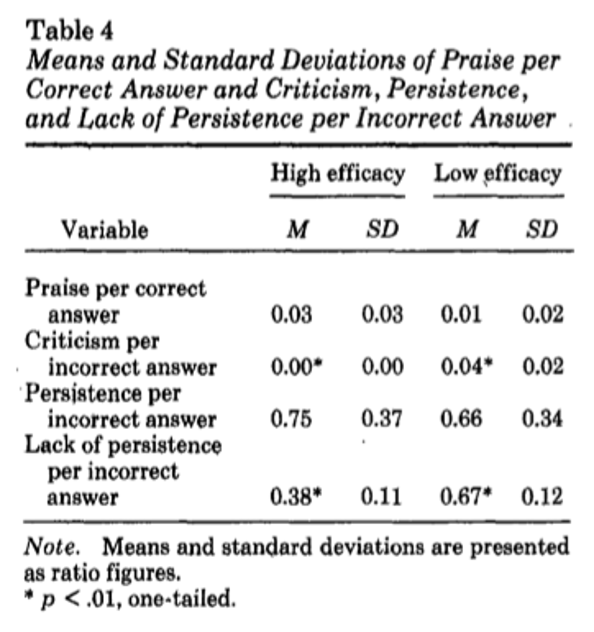 Table 4
Means and Standard Deviations of Praise per
Correct Answer and Criticism, Persistence,
and Lack of Persistence per Incorrect Answer
High efficacy Low efficacy
Variable M SD M SD
Praise per correct
answer 0.03 0.03 0.01 0.02
Criticism per
incorrect answer 0.00* 0.00 0.04* 0.02
Persistence per
incorrect answer 0.75 0.37 0.66 0.34
Lack of persistence
per incorrect
answer 0.38* 0.11 0.67* 0.12
Note. Means and standard deviations are presented
as ratio figures.
* p < .01, one-tailed.